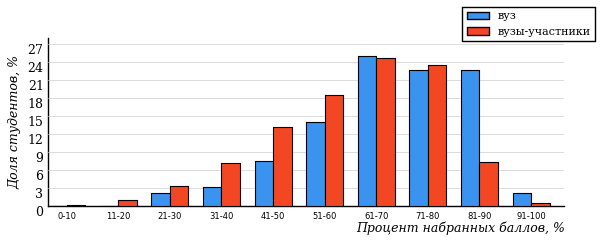 вуз
вузы-участники
Доля студентов, %
27
24
21
18
15
12
9
6
3
0
0-10 11-20 21-30 31-40 41-50 51-60 61-70 71-80 81-90 91-100
Процент набранных баллов, %